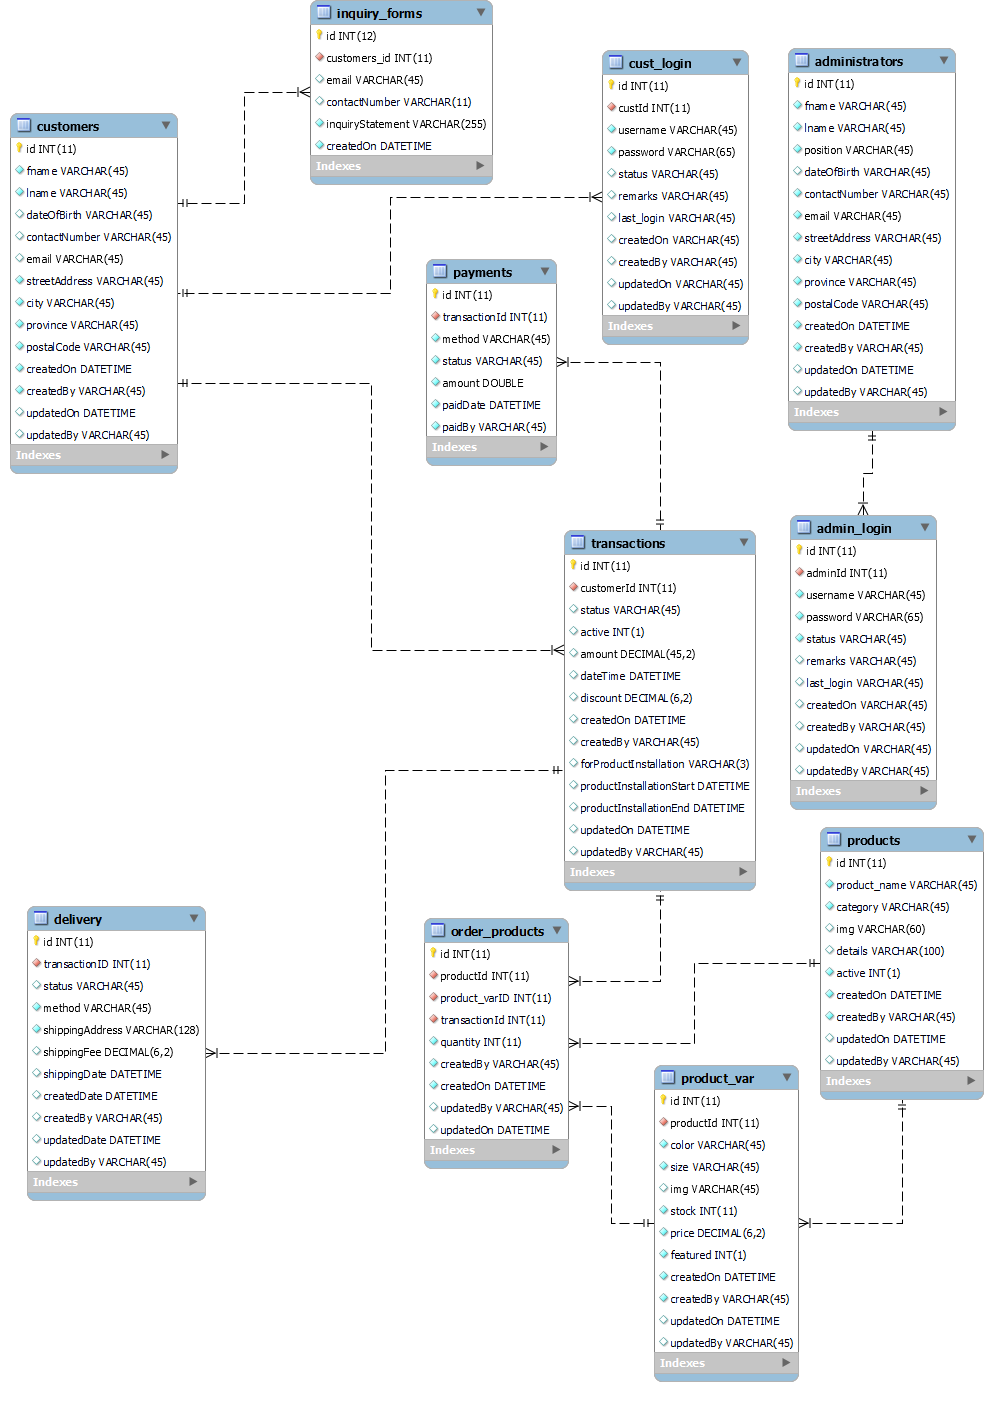 inquiry_forms
id INT(12)
customers_id INT(11)
email VARCHAR(45)
contactNumber VARCHAR(11)
inquiryStatement VARCHAR(255)
createdOn DATETIME
Indexes
cust_login
id INT(11)
custId INT(11)
username VARCHAR(45)
password VARCHAR(65)
status VARCHAR(45)
remarks VARCHAR(45)
last_login VARCHAR(45)
createdOn VARCHAR(45)
createdBy VARCHAR(45)
updatedOn VARCHAR(45)
updatedBy VARCHAR(45)
Indexes
administrators
id INT(11)
fname VARCHAR(45)
lname VARCHAR(45)
position VARCHAR(45)
dateOfBirth VARCHAR(45)
contactNumber VARCHAR(45)
email VARCHAR(45)
streetAddress VARCHAR(45)
city VARCHAR(45)
province VARCHAR(45)
postalCode VARCHAR(45)
createdOn DATETIME
createdBy VARCHAR(45)
updatedOn DATETIME
updatedBy VARCHAR(45)
Indexes
customers
id INT(11)
fname VARCHAR(45)
lname VARCHAR(45)
dateOfBirth VARCHAR(45)
contactNumber VARCHAR(45)
email VARCHAR(45)
streetAddress VARCHAR(45)
city VARCHAR(45)
province VARCHAR(45)
postalCode VARCHAR(45)
createdOn DATETIME
createdBy VARCHAR(45)
updatedOn DATETIME
updatedBy VARCHAR(45)
Indexes
payments
id INT(11)
transactionId INT(11)
method VARCHAR(45)
status VARCHAR(45)
amount DOUBLE
paidDate DATETIME
paidBy VARCHAR(45)
Indexes
transactions
id INT(11)
customerId INT(11)
status VARCHAR(45)
active INT(1)
amount DECIMAL(45,2)
dateTime DATETIME
discount DECIMAL(6,2)
createdOn DATETIME
createdBy VARCHAR(45)
forProductInstallation VARCHAR(3)
productInstallationStart DATETIME
productInstallationEnd DATETIME
updatedOn DATETIME
updatedBy VARCHAR(45)
Indexes
admin_login
id INT(11)
adminId INT(11)
username VARCHAR(45)
password VARCHAR(65)
status VARCHAR(45)
remarks VARCHAR(45)
last_login VARCHAR(45)
createdOn VARCHAR(45)
createdBy VARCHAR(45)
updatedOn VARCHAR(45)
updatedBy VARCHAR(45)
Indexes
products
id INT(11)
product_name VARCHAR(45)
category VARCHAR(45)
img VARCHAR(60)
details VARCHAR(100)
active INT(1)
createdOn DATETIME
createdBy VARCHAR(45)
updatedOn DATETIME
updatedBy VARCHAR(45)
Indexes
delivery
id INT(11)
transactionID INT(11)
status VARCHAR(45)
method VARCHAR(45)
shippingAddress VARCHAR(128)
shippingFee DECIMAL(6,2)
shippingDate DATETIME
createdDate DATETIME
createdBy VARCHAR(45)
updatedDate DATETIME
updatedBy VARCHAR(45)
Indexes
order_products
id INT(11)
productId INT(11)
product_varID INT(11)
transactionId INT(11)
quantity INT(11)
createdBy VARCHAR(45)
createdOn DATETIME
updatedBy VARCHAR(45)
updatedOn DATETIME
Indexes
product_var
id INT(11)
productId INT(11)
color VARCHAR(45)
size VARCHAR(45)
img VARCHAR(45)
stock INT(11)
price DECIMAL(6,2)
featured INT(1)
createdOn DATETIME
createdBy VARCHAR(45)
updatedOn DATETIME
updatedBy VARCHAR(45)
Indexes